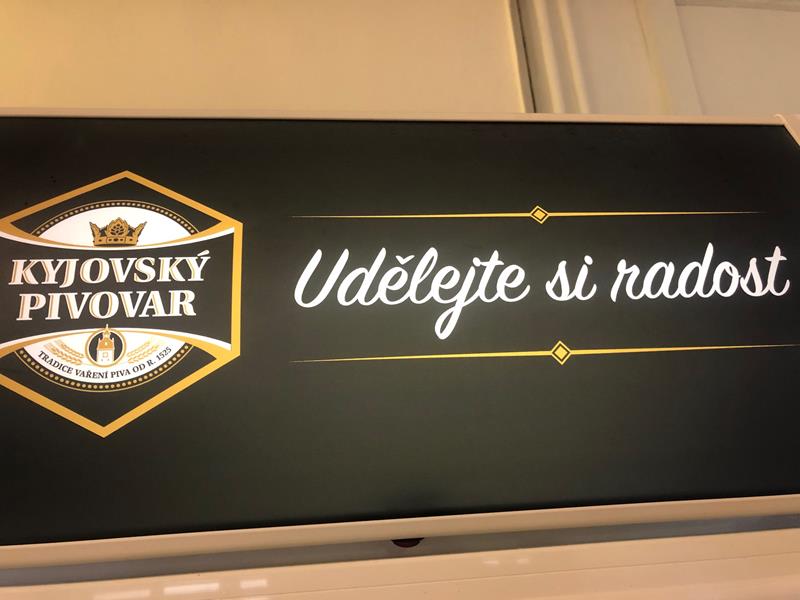 KYJOVSKÝ
PIVOVAR
TRADICE VAŘENÍ PIVA OD R. 1525
Udělejte si radost